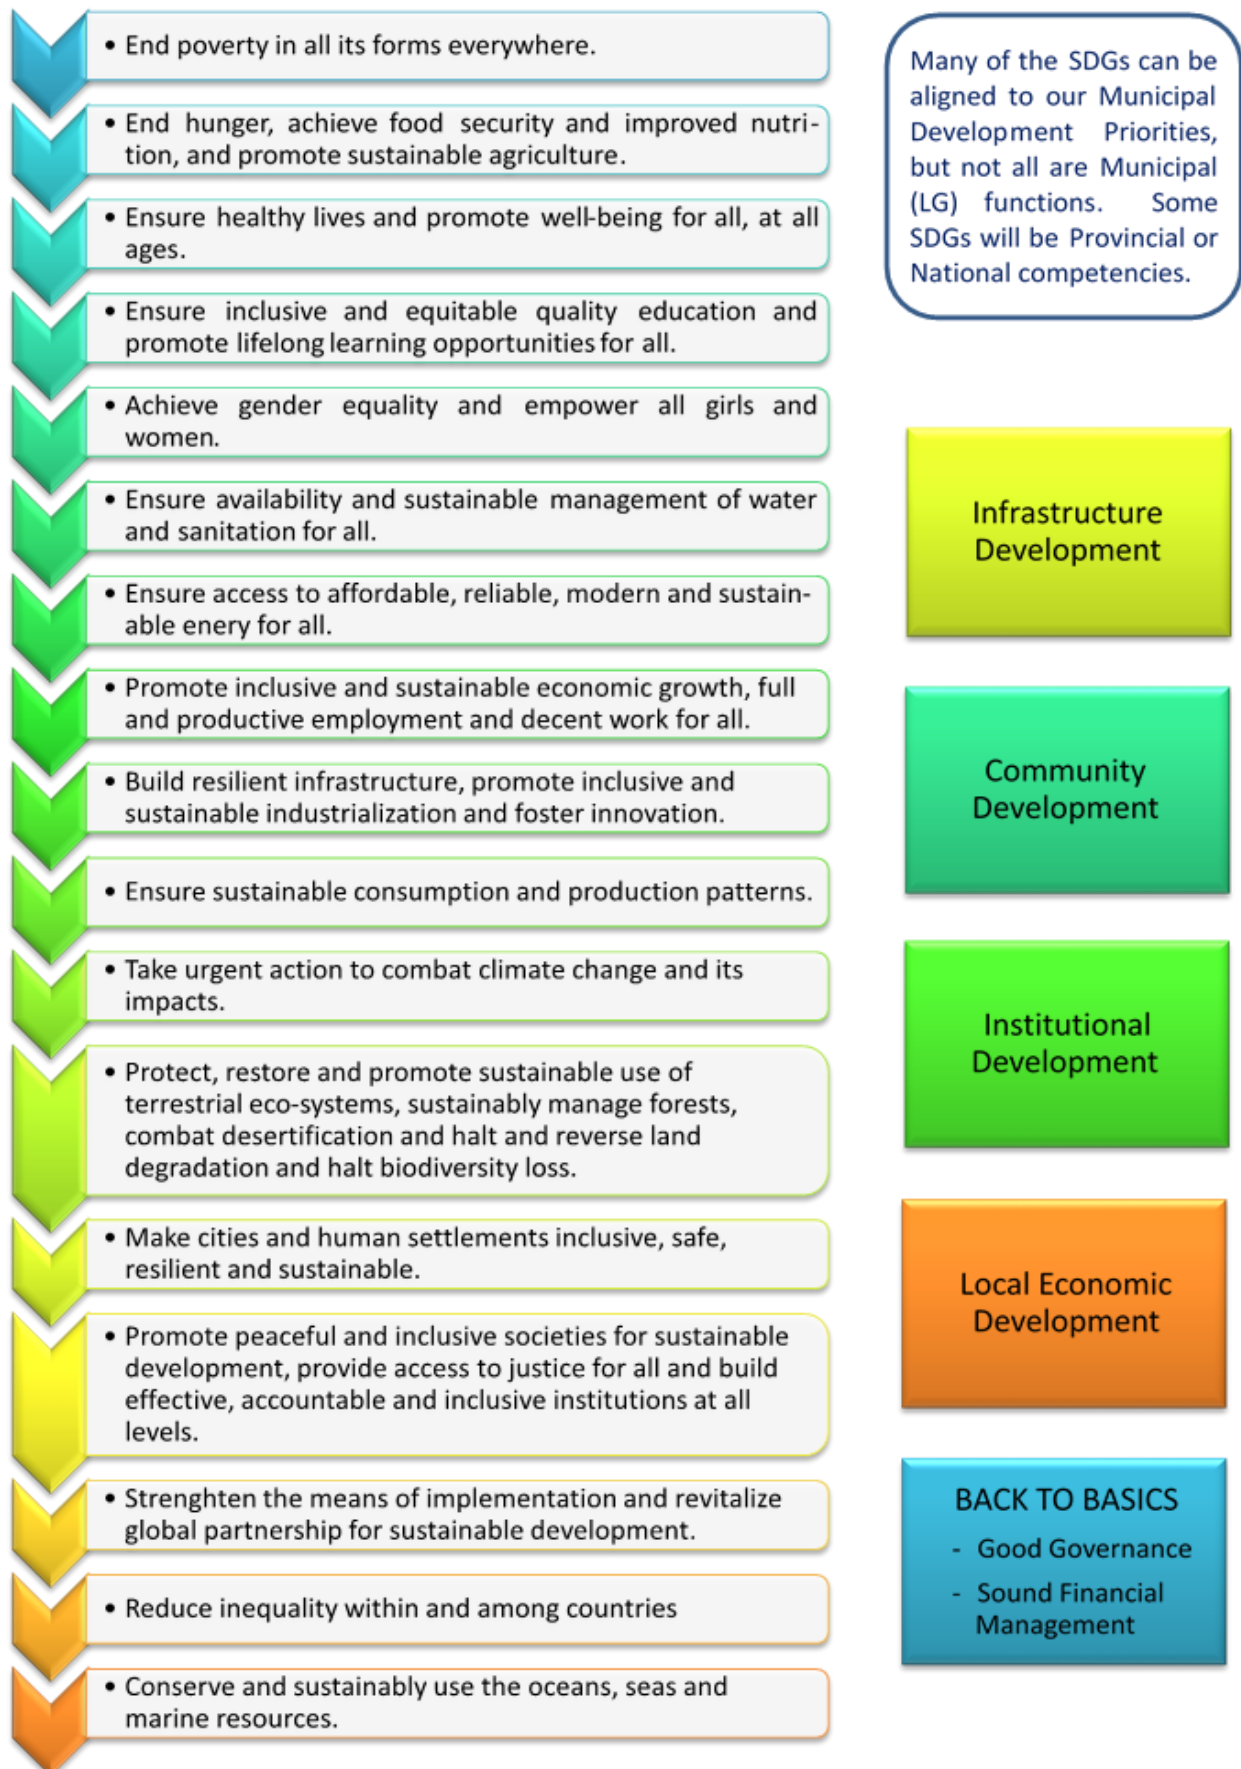 • End poverty in all its forms everywhere.
• End hunger, achieve food security and improved nutri-
tion, and promote sustainable agriculture.
• Ensure healthy lives and promote well-being for all, at all
ages.
• Ensure inclusive and equitable quality education and
promote lifelong learning opportunities for all.
• Achieve gender equality and empower all girls and
women.
• Ensure availability and sustainable management of water
and sanitation for all.
• Ensure access to affordable, reliable, modern and sustain-
able enery for all.
• Promote inclusive and sustainable economic growth, full
and productive employment and decent work for all.
• Build resilient infrastructure, promote inclusive and
sustainable industrialization and foster innovation.
• Ensure sustainable consumption and production patterns.
• Take urgent action to combat climate change and its
impacts.
• Protect, restore and promote sustainable use of
terrestrial eco-systems, sustainably manage forests,
combat desertification and halt and reverse land
degradation and halt biodiversity loss.
• Make cities and human settlements inclusive, safe,
resilient and sustainable.
• Promote peaceful and inclusive societies for sustainable
development, provide access to justice for all and build
effective, accountable and inclusive institutions at all
levels.
• Strenghten the means of implementation and revitalize
global partnership for sustainable development.
• Reduce inequality within and among countries
• Conserve and sustainably use the oceans, seas and
marine resources.
Many of the SDGs can be
aligned to our Municipal
Development Priorities,
but not all are Municipal
(LG) functions. Some
SDGs will be Provincial or
National competencies.
Infrastructure
Development
Community
Development
Institutional
Development
Local Economic
Development
BACK TO BASICS
- Good Governance
- Sound Financial
Management